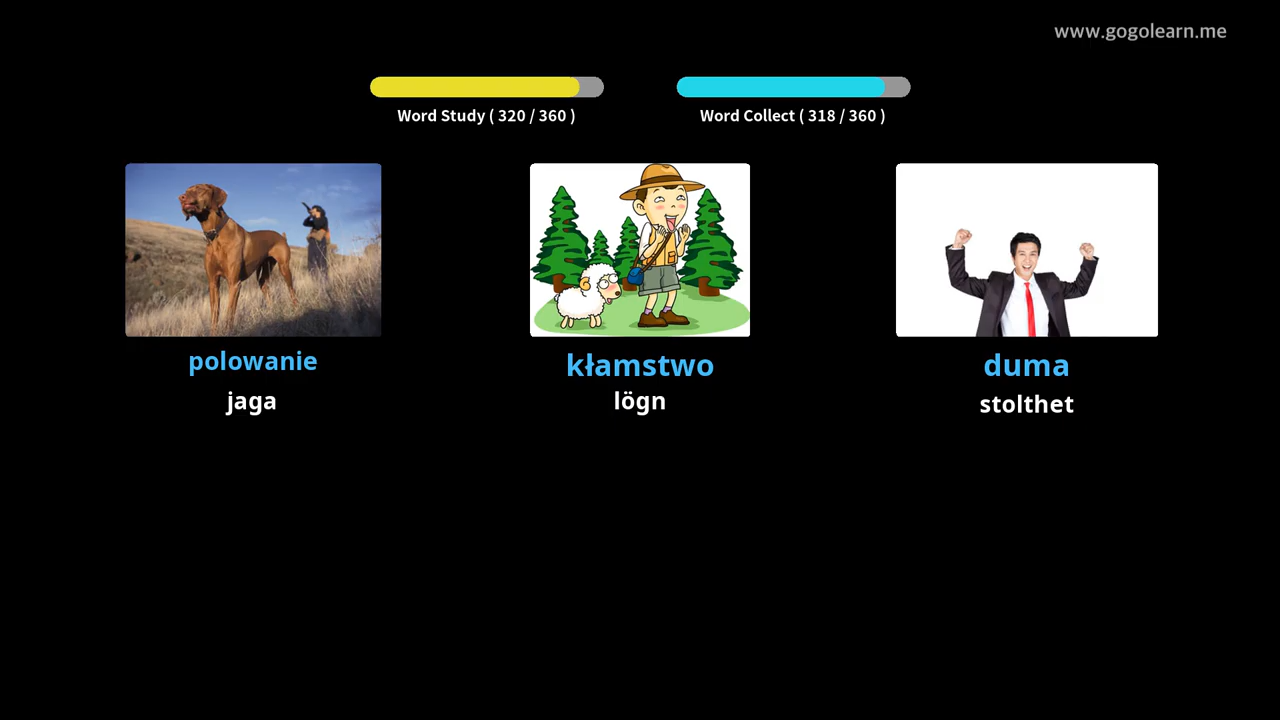 www.gogolearn.me
Word Study ( 320 / 360 )
Word Collect ( 318 / 360 )
polowanie
kłamstwo
duma
jaga
lögn
stolthet